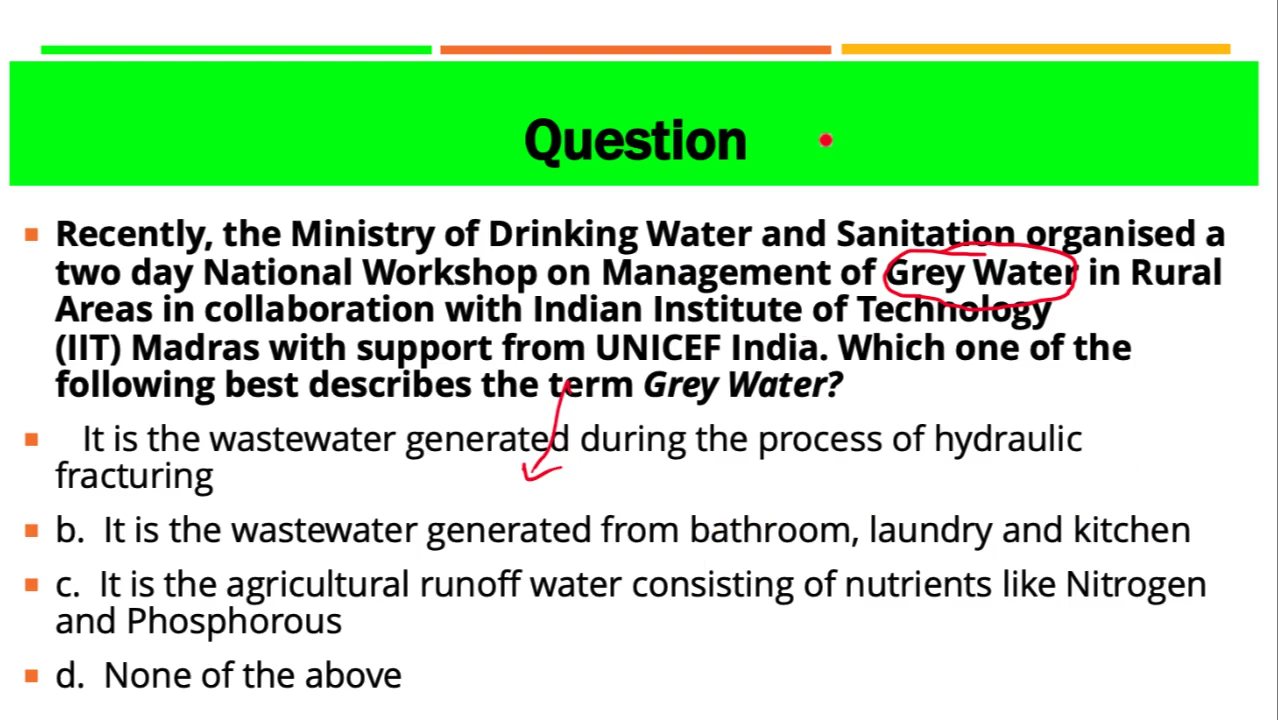 Question
Recently, the Ministry of Drinking Water and Sanitation organised a
two day National Workshop on Management of Grey Water in Rural
Areas in collaboration with Indian Institute of Technology
(IIT) Madras with support from UNICEF India. Which one of the
following best describes the term Grey Water?
It is the wastewater generated during the process of hydraulic
fracturing
b. It is the wastewater generated from bathroom, laundry and kitchen
c. It is the agricultural runoff water consisting of nutrients like Nitrogen
and Phosphorous
d. None of the above